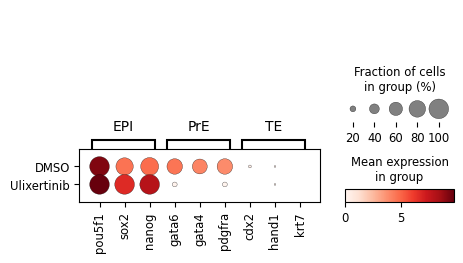 Fraction of cells
in group (%)
20 40 60 80 100
EPI PrE TE
Mean expression
in group
0 5
DMSO
Ulixertinib
pou5f1
sox2
nanog
gata6
gata4
pdgfra
cdx2
hand1
krt7